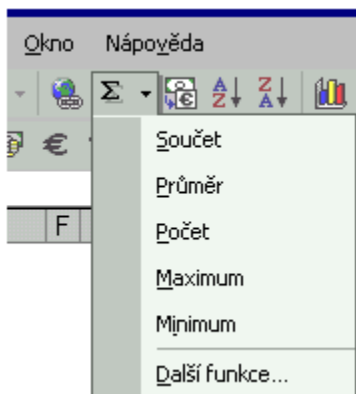 Okno Nápověda
Σ
A Z Z A
€
Součet
Průměr
F
Počet
Maximum
Minimum
Další funkce...